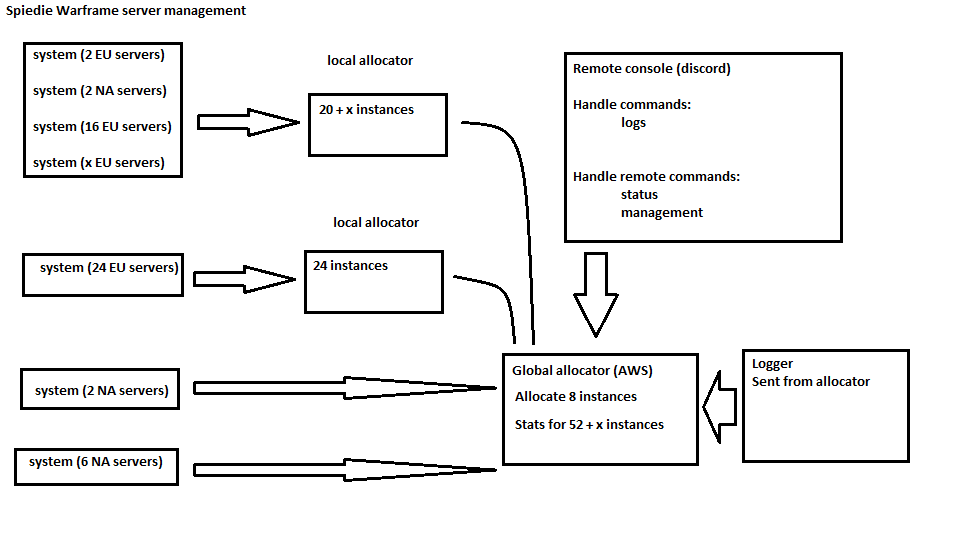 Spiedie Warframe server management
system (2 EU servers)
system (2 NA servers)
system (16 EU servers)
system (x EU servers)
local allocator
20 + x instances
Remote console (discord)
Handle commands:
logs
Handle remote commands:
status
management
local allocator
system (24 EU servers)
24 instances
system (2 NA servers)
Global allocator (AWS)
Allocate 8 instances
Stats for 52 + x instances
Logger
Sent from allocator
system (6 NA servers)